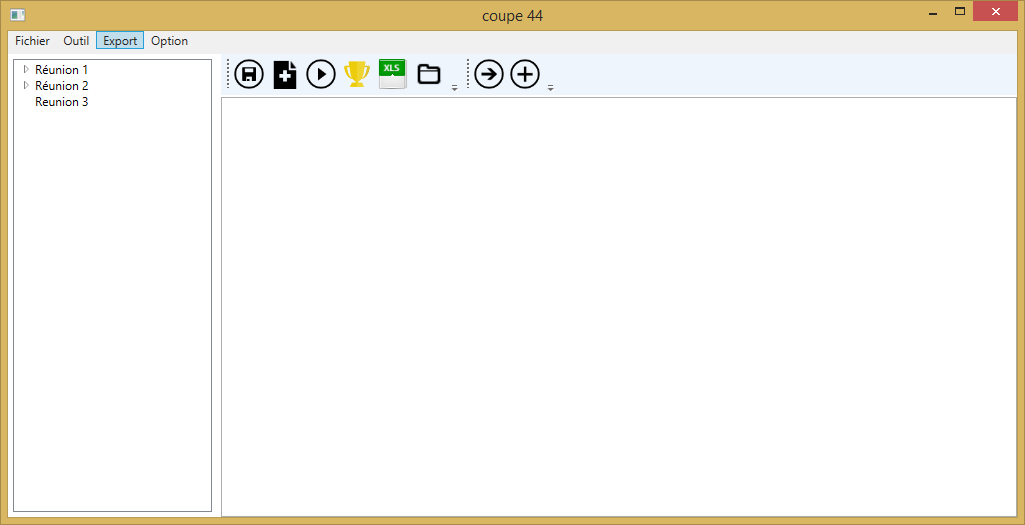 coupe 44
Fichier Outil Export Option
Réunion 1
Réunion 2
Reunion 3
XLS